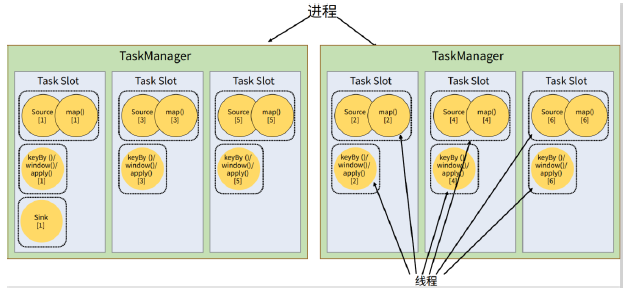 进程
TaskManager
Task Slot
Source
[1]
map()
[1]
keyBy ()/
window()/
apply()
[1]
Sink
[1]
Task Slot
Source
[3]
map()
[3]
keyBy ()/
window()/
apply()
[3]
Task Slot
Source
[5]
map()
[5]
keyBy ()/
window()/
apply()
[5]
TaskManager
Task Slot
Source
[2]
map()
[2]
keyBy ()/
window()/
apply()
[2]
Task Slot
Source
[4]
map()
[4]
keyBy ()/
window()/
apply()
[4]
Task Slot
Source
[6]
map()
[6]
keyBy ()/
window()/
apply()
[6]
线程